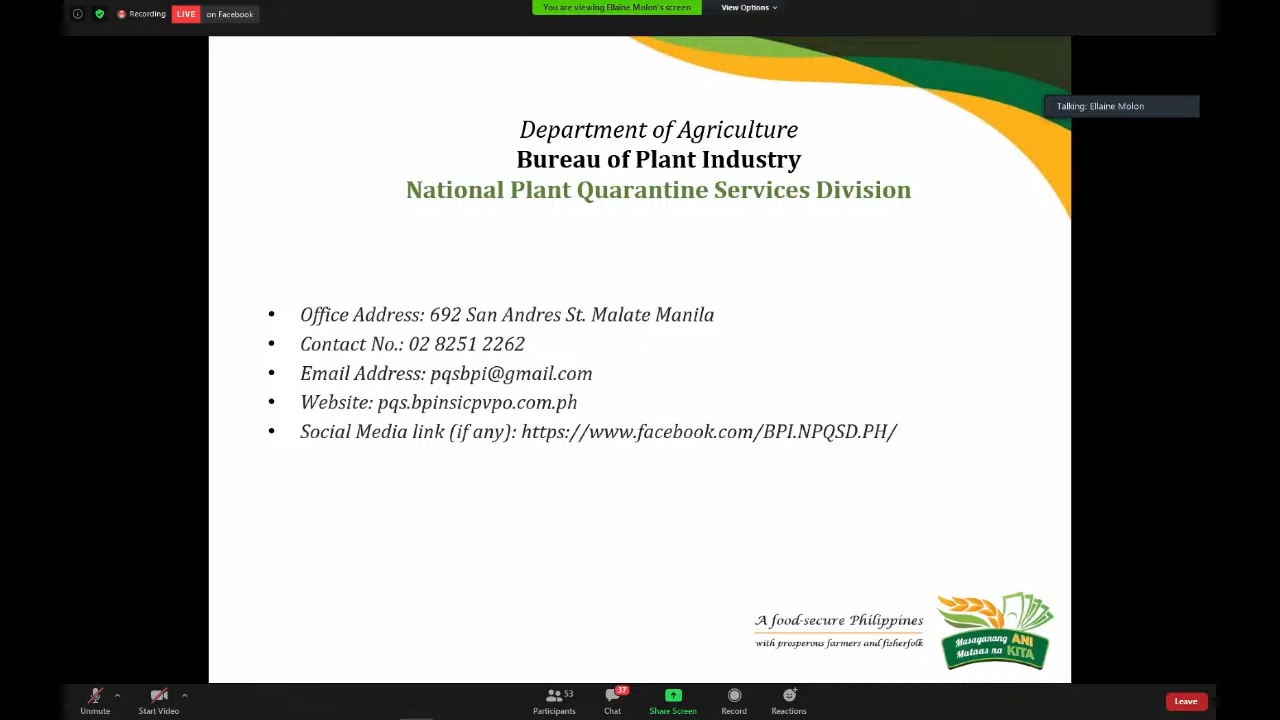 Recording
LIVE
on Facebook
You are viewing Ellaine Molon's screen
View Options
Talking: Ellaine Molon
Department of Agriculture
Bureau of Plant Industry
National Plant Quarantine Services Division
• Office Address: 692 San Andres St. Malate Manila
• Contact No.: 02 8251 2262
• Email Address: pqsbpi@gmail.com
• Website: pqs.bpinsicpvpo.com.ph
• Social Media link (if any): https://www.facebook.com/BPI.NPQSD.PH/
A food-secure Philippines
with prosperous farmers and fisherfolk
Masaganang ANI
Mataas na KITA
Unmute
Start Video
53
Participants
37
Chat
Share Screen
Record
Reactions
Leave